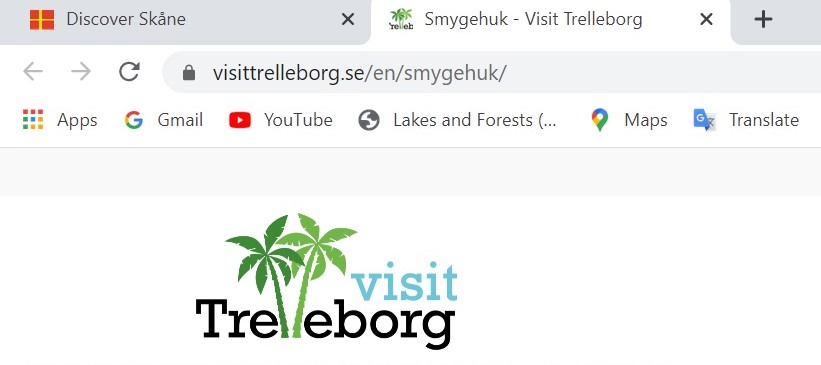 Discover Skåne Smygehuk - Visit Trelleborg
visittrelleborg.se/en/smygehuk/
Apps Gmail YouTube Lakes and Forests (... Maps Translate
visit
Trelleborg